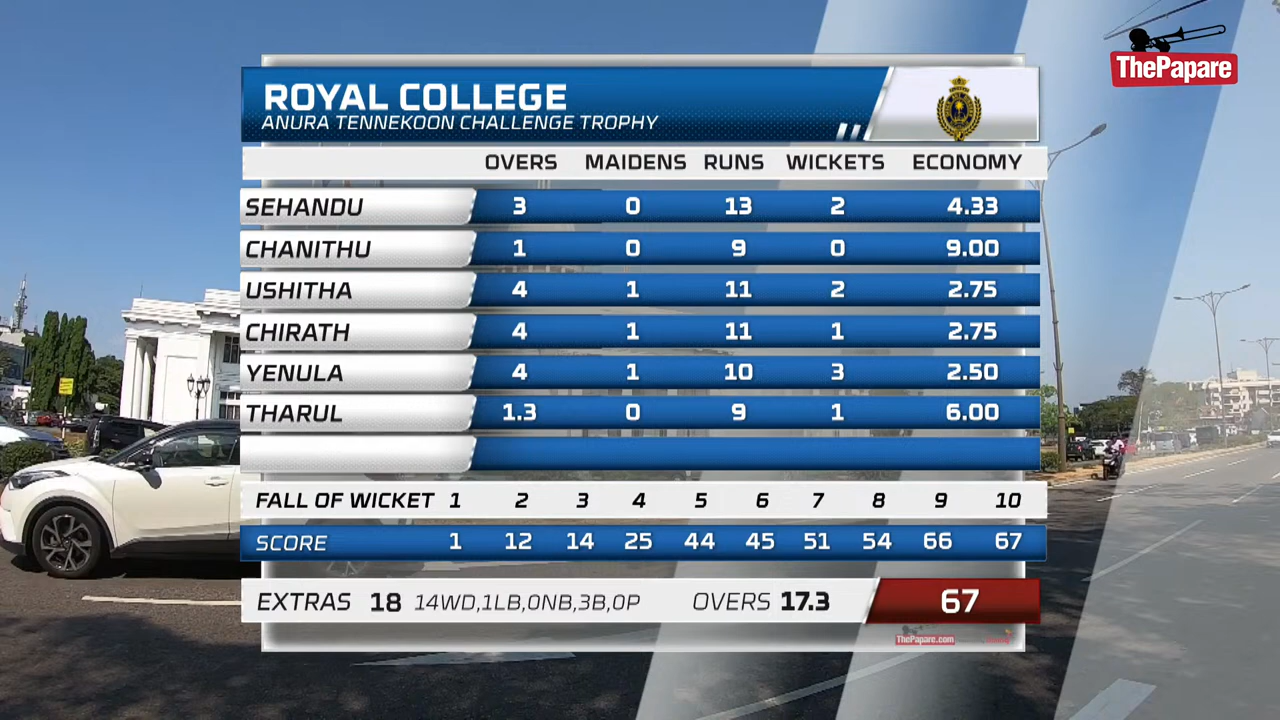 ThePapare
ROYAL COLLEGE
ANURA TENNEKOON CHALLENGE TROPHY
OVERS MAIDENS RUNS WICKETS ECONOMY
SEHANDU 3 0 13 2 4.33
CHANITHU 1 0 9 0 9.00
USHITHA 4 1 11 2 2.75
CHIRATH 4 1 11 1 2.75
YENULA 4 1 10 3 2.50
THARUL 1.3 0 9 1 6.00
FALL OF WICKET 1 2 3 4 5 6 7 8 9 10
SCORE 1 12 14 25 44 45 51 54 66 67
EXTRAS 18 14WD,1LB,0NB,3B,0P OVERS 17.3 67
ThePapare.com